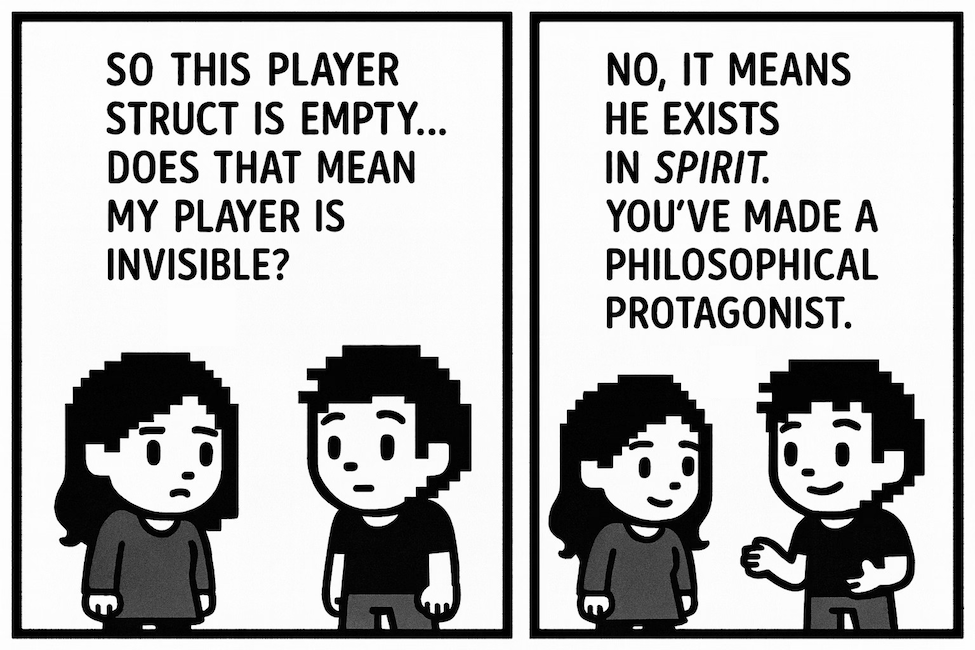 SO THIS PLAYER
STRUCT IS EMPTY...
DOES THAT MEAN
MY PLAYER IS
INVISIBLE?
NO, IT MEANS
HE EXISTS
IN SPIRIT.
YOU'VE MADE A
PHILOSOPHICAL
PROTAGONIST.